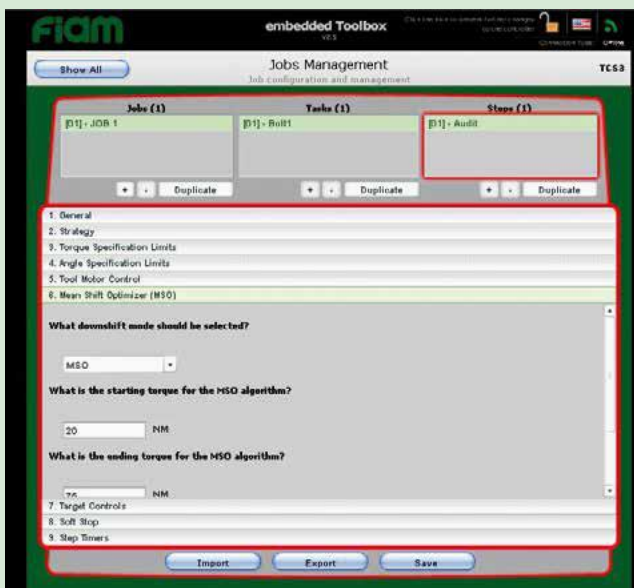 Fiam
embedded Toolbox
OFFLINE
Show All
Jobs Management
Job configuration and management
TCS3
Jobs (1)
Tasks (1)
Steps (1)
[01] - JOB 1
[01] - Bolt1
[01] - Audit
+ - Duplicate
+ - Duplicate
+ - Duplicate
1. General
2. Strategy
3. Torque Specification Limits
4. Angle Specification Limits
5. Tool Motor Control
6. Mean Shift Optimizer (MSO)
What downshift mode should be selected?
MSO
What is the starting torque for the MSO algorithm?
20 NM
What is the ending torque for the MSO algorithm?
NM
7. Target Controls
8. Soft Stop
9. Step Timers
Import
Export
Save